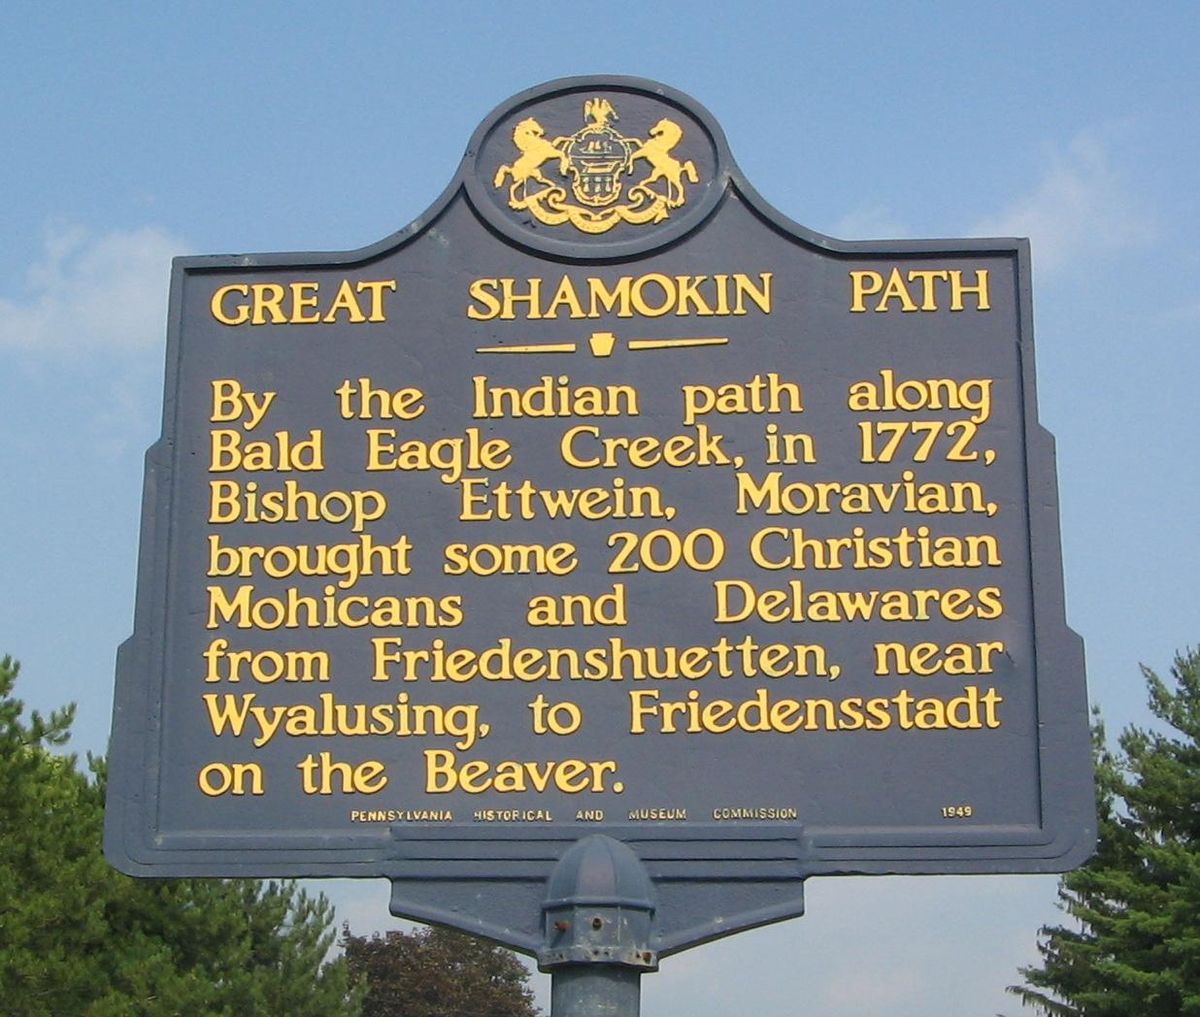 GREAT SHAMOKIN PATH
By the Indian path along
Bald Eagle Creek, in 1772,
Bishop Ettwein, Moravian,
brought some 200 Christian
Mohicans and Delawares
from Friedenshuetten, near
Wyalusing, to Friedensstadt
on the Beaver.
PENNSYLVANIA HISTORICAL AND MUSEUM COMMISSION 1949